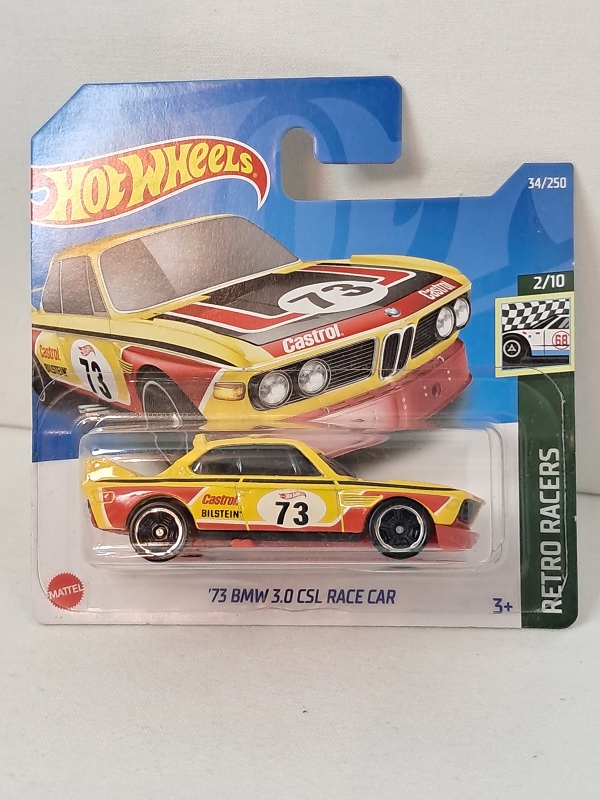 HOT WHEELS
34/250
2/10
68
73
Castrol
Castrol
Castrol
BILSTEIN
73
Castrol
BILSTEIN
73
RETRO RACERS
MATTEL
'73 BMW 3.0 CSL RACE CAR
3+